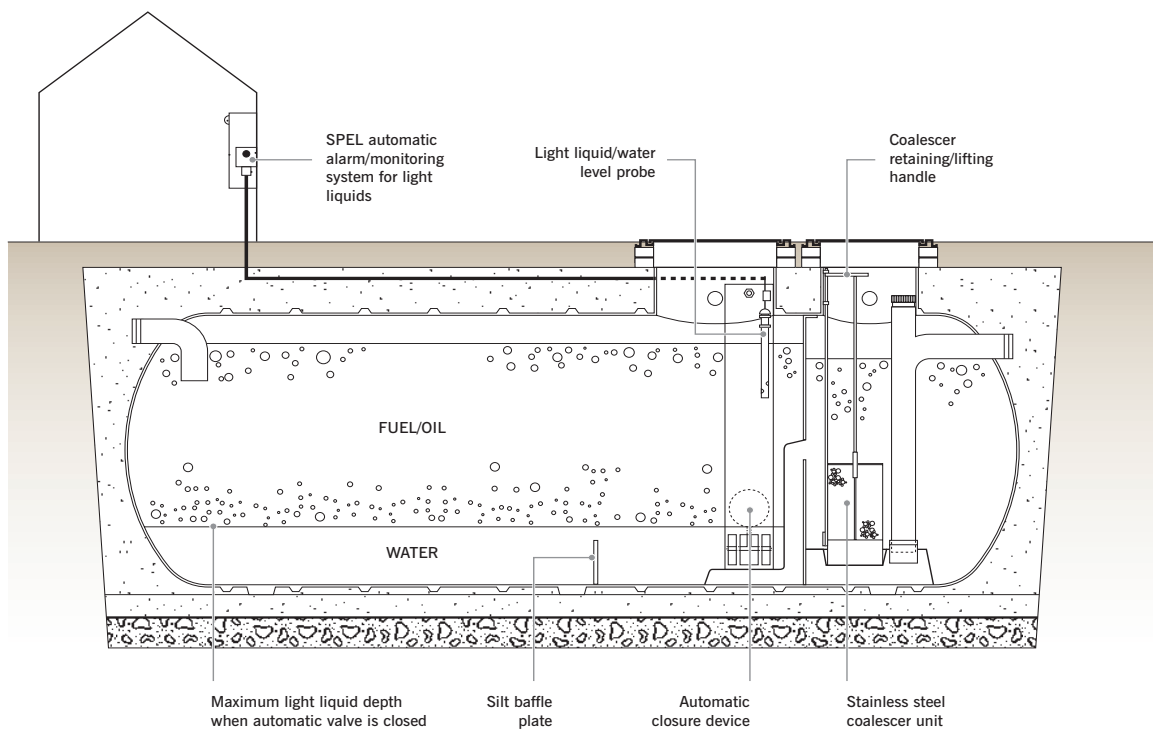 SPEL automatic
alarm/monitoring
system for light
liquids
Light liquid/water
level probe
Coalescer
retaining/lifting
handle
FUEL/OIL
WATER
Maximum light liquid depth
when automatic valve is closed
Silt baffle
plate
Automatic
closure device
Stainless steel
coalescer unit